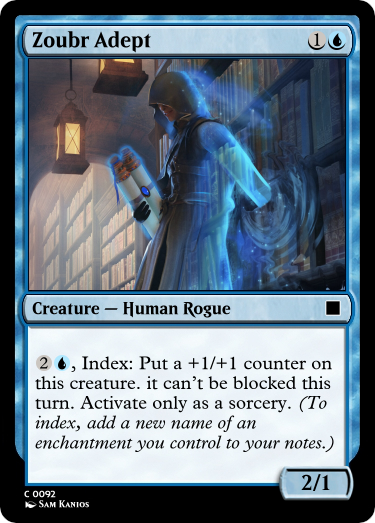 Zoubr Adept 1
Creature — Human Rogue
2, Index: Put a +1/+1 counter on
this creature. it can't be blocked this
turn. Activate only as a sorcery. (To
index, add a new name of an
enchantment you control to your notes.)
2/1
C 0092
Sam Kanios